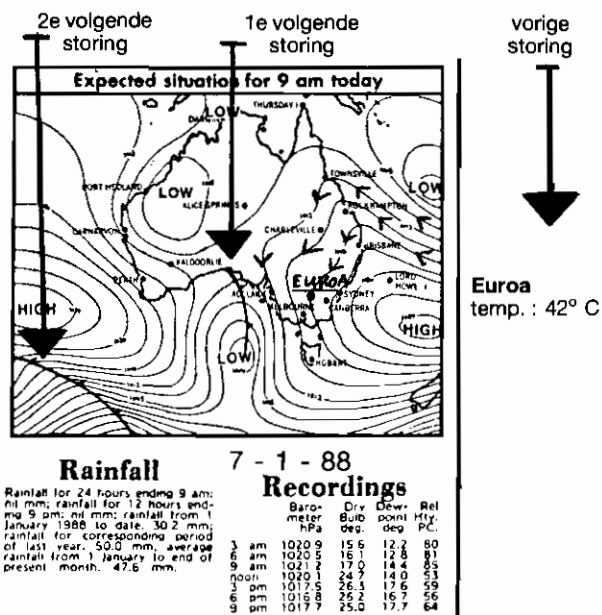 2e volgende
storing
1e volgende
storing
vorige
storing
Expected situation for 9 am today
THURSDAY I
LOW
LOW
PORT HEDLAND
ALICE SPRINGS
TOWNSVILLE
LOW
ROCKHAMPTON
CHARLEVILLE
BRISBANE
CARNARVON
KALGOORLIE
PERTH
EUROA
LORD
HOWE I
HIGH
ADELAIDE
MELBOURNE
SYDNEY
CANBERRA
HIGH
LOW
HOBART
Euroa
temp. : 42° C
7 - 1 - 88
Rainfall
Rainfall for 24 hours ending 9 am:
nil mm; rainfall for 12 hours end-
ing 9 pm: nil mm; rainfall from 1
January 1988 to date, 30.2 mm;
rainfall for corresponding period
of last year, 50.0 mm, average
rainfall from 1 January to end of
present month, 47.6 mm.
Recordings
Baro- Dry Dew- Rel
meter Bulb point Hty.
hPa deg. deg PC.
3 am 1020.9 15.6 12.2 80
6 am 1020.5 16.1 12.8 81
9 am 1021.2 17.0 14.4 85
noon 1020.1 24.7 14.0 53
3 pm 1017.5 26.3 17.6 59
6 pm 1016.8 26.2 16.7 56
9 pm 1017.7 25.0 17.7 64